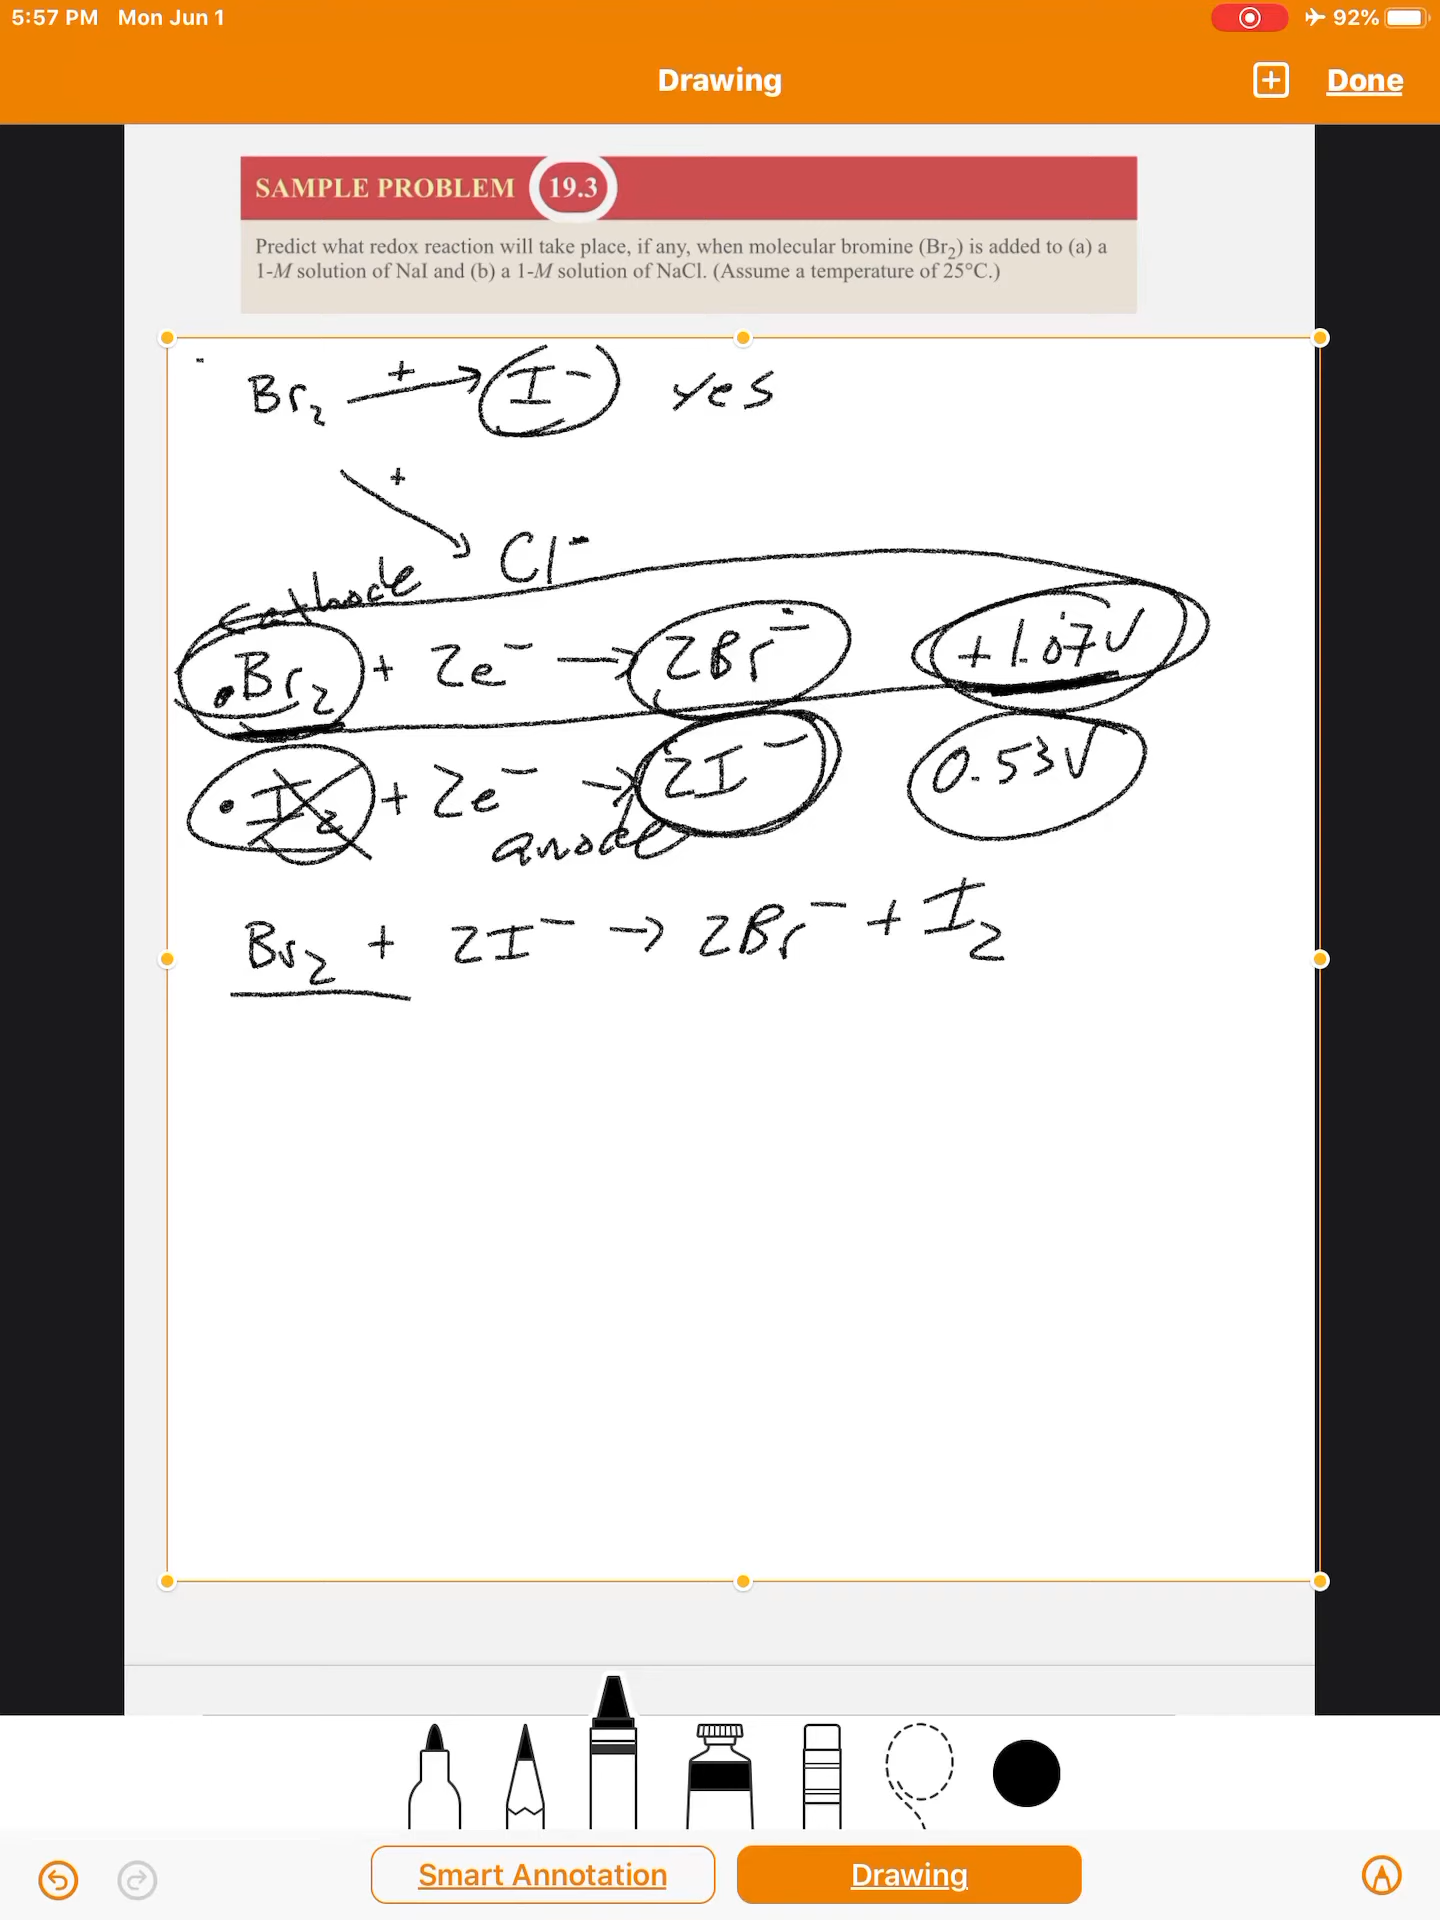 5:57 PM Mon Jun 1 92%
Drawing Done
SAMPLE PROBLEM 19.3
Predict what redox reaction will take place, if any, when molecular bromine (Br₂) is added to (a) a
1-M solution of NaI and (b) a 1-M solution of NaCl. (Assume a temperature of 25°C.)
Br₂ + → I⁻ yes
+
Cl⁻
cathode
Br₂ + 2e⁻ → 2Br⁻ +1.07V
I₂ + 2e⁻ → 2I⁻ 0.53V
anode
Br₂ + 2I⁻ → 2Br⁻ + I₂
Smart Annotation Drawing